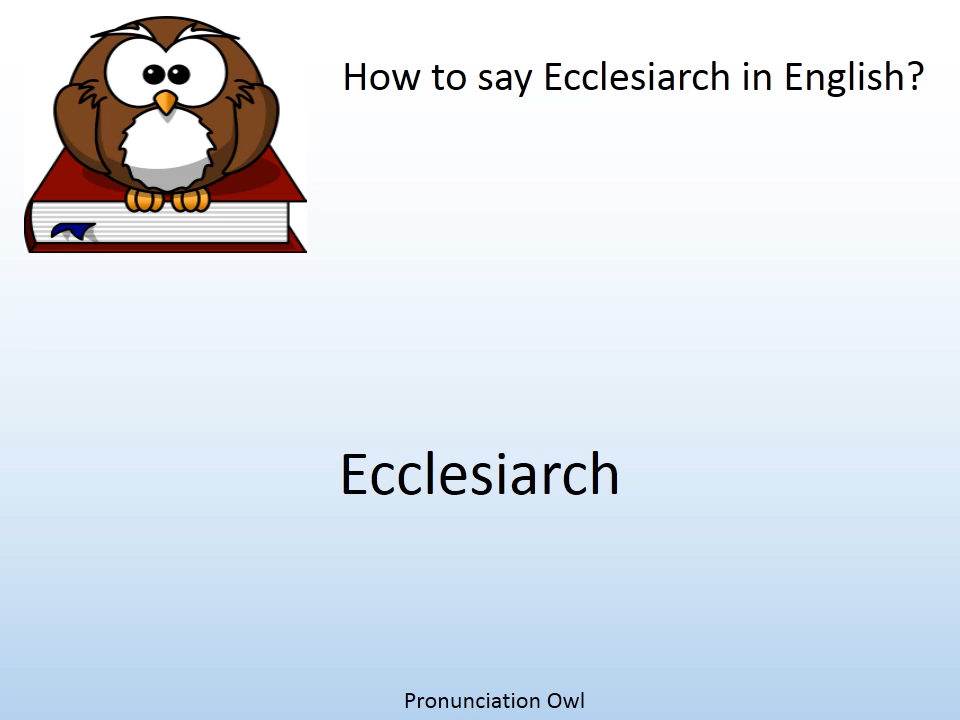 How to say Ecclesiarch in English?
Ecclesiarch
Pronunciation Owl